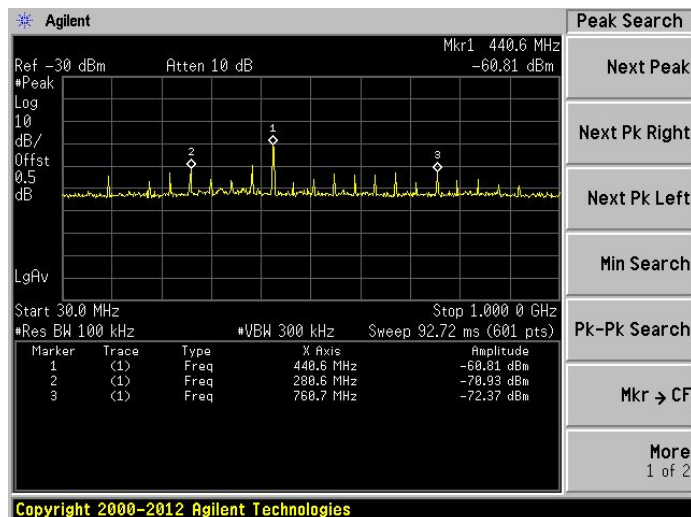 Agilent
Peak Search
Mkr1 440.6 MHz
Ref -30 dBm Atten 10 dB -60.81 dBm
#Peak
Log
10
dB/
Offst
0.5
dB
LgAv
1
2
3
Start 30.0 MHz Stop 1.000 0 GHz
#Res BW 100 kHz #VBW 300 kHz Sweep 92.72 ms (601 pts)
Marker Trace Type X Axis Amplitude
1 (1) Freq 440.6 MHz -60.81 dBm
2 (1) Freq 280.6 MHz -70.93 dBm
3 (1) Freq 760.7 MHz -72.37 dBm
Next Peak
Next Pk Right
Next Pk Left
Min Search
Pk-Pk Search
Mkr → CF
More
1 of 2
Copyright 2000-2012 Agilent Technologies